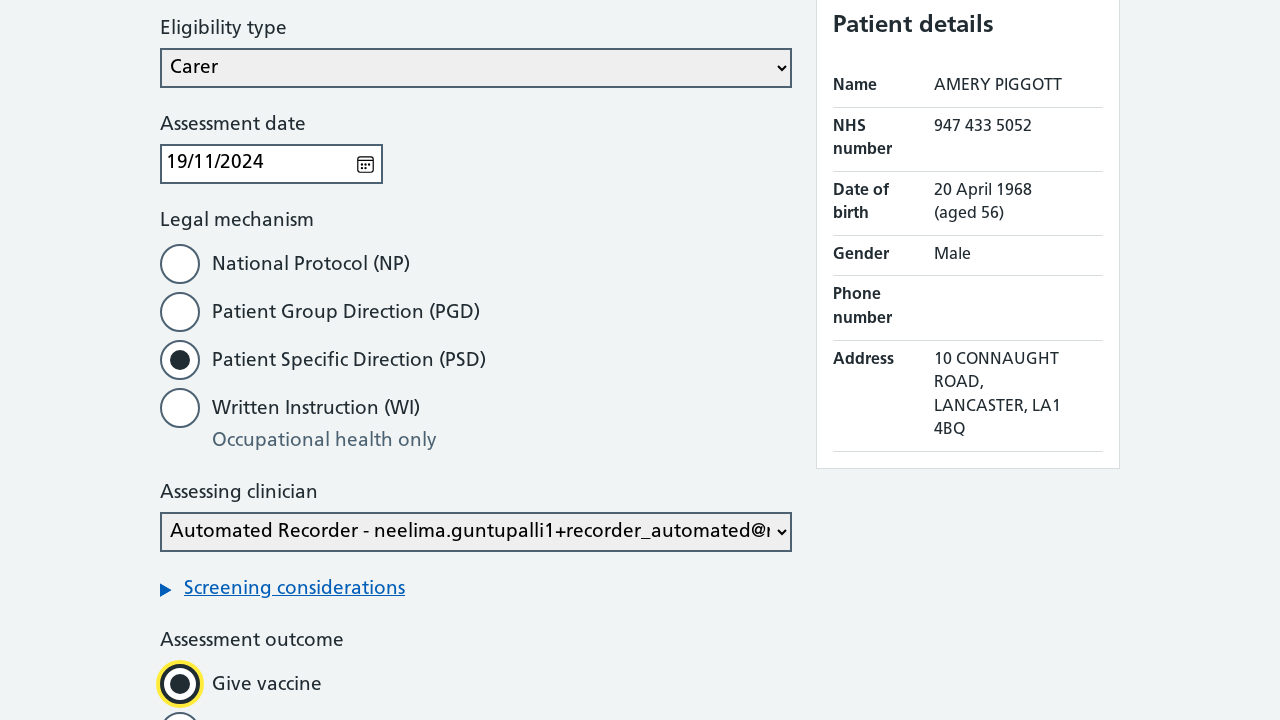 Eligibility type
Carer
Assessment date
19/11/2024
Legal mechanism
National Protocol (NP)
Patient Group Direction (PGD)
Patient Specific Direction (PSD)
Written Instruction (WI)
Occupational health only
Assessing clinician
Automated Recorder - neelima.guntupalli1+recorder_automated@
Screening considerations
Assessment outcome
Give vaccine
Patient details
Name AMERY PIGGOTT
NHS number 947 433 5052
Date of birth 20 April 1968 (aged 56)
Gender Male
Phone number
Address 10 CONNAUGHT
ROAD,
LANCASTER, LA1
4BQ